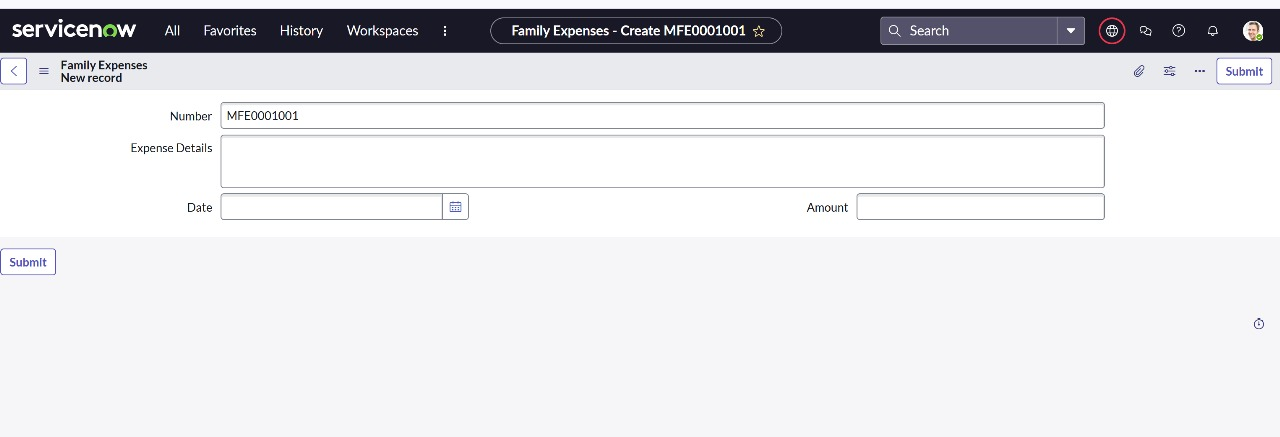 servicenow All Favorites History Workspaces Family Expenses - Create MFE0001001 Search
Family Expenses
New record
Submit
Number MFE0001001
Expense Details
Date Amount
Submit